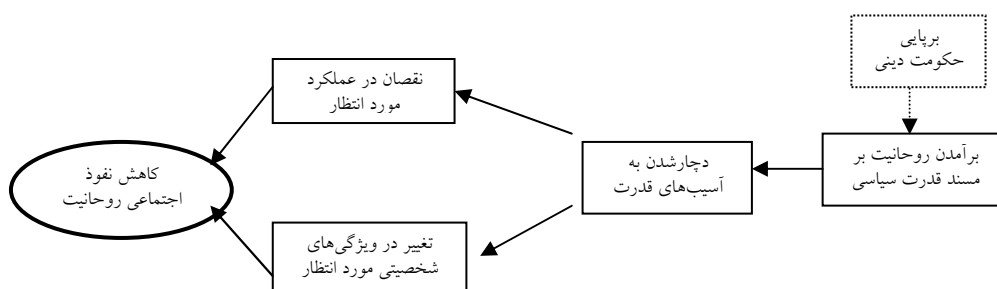 برپایی
حکومت دینی
برآمدن روحانیت بر
مسند قدرت سیاسی
دچارشدن به
آسیب‌های قدرت
نقصان در عملکرد
مورد انتظار
تغییر در ویژگی‌های
شخصیتی مورد انتظار
کاهش نفوذ
اجتماعی روحانیت